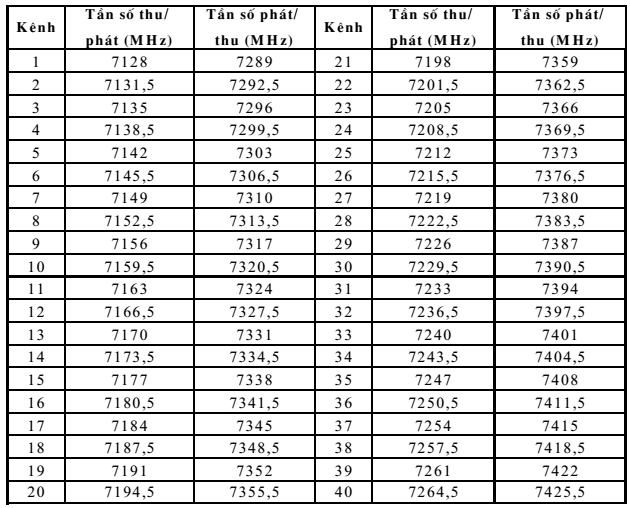 Kênh Tần số thu/ phát (MHz) Tần số phát/ thu (MHz) Kênh Tần số thu/ phát (MHz) Tần số phát/ thu (MHz)
1 7128 7289 21 7198 7359
2 7131,5 7292,5 22 7201,5 7362,5
3 7135 7296 23 7205 7366
4 7138,5 7299,5 24 7208,5 7369,5
5 7142 7303 25 7212 7373
6 7145,5 7306,5 26 7215,5 7376,5
7 7149 7310 27 7219 7380
8 7152,5 7313,5 28 7222,5 7383,5
9 7156 7317 29 7226 7387
10 7159,5 7320,5 30 7229,5 7390,5
11 7163 7324 31 7233 7394
12 7166,5 7327,5 32 7236,5 7397,5
13 7170 7331 33 7240 7401
14 7173,5 7334,5 34 7243,5 7404,5
15 7177 7338 35 7247 7408
16 7180,5 7341,5 36 7250,5 7411,5
17 7184 7345 37 7254 7415
18 7187,5 7348,5 38 7257,5 7418,5
19 7191 7352 39 7261 7422
20 7194,5 7355,5 40 7264,5 7425,5